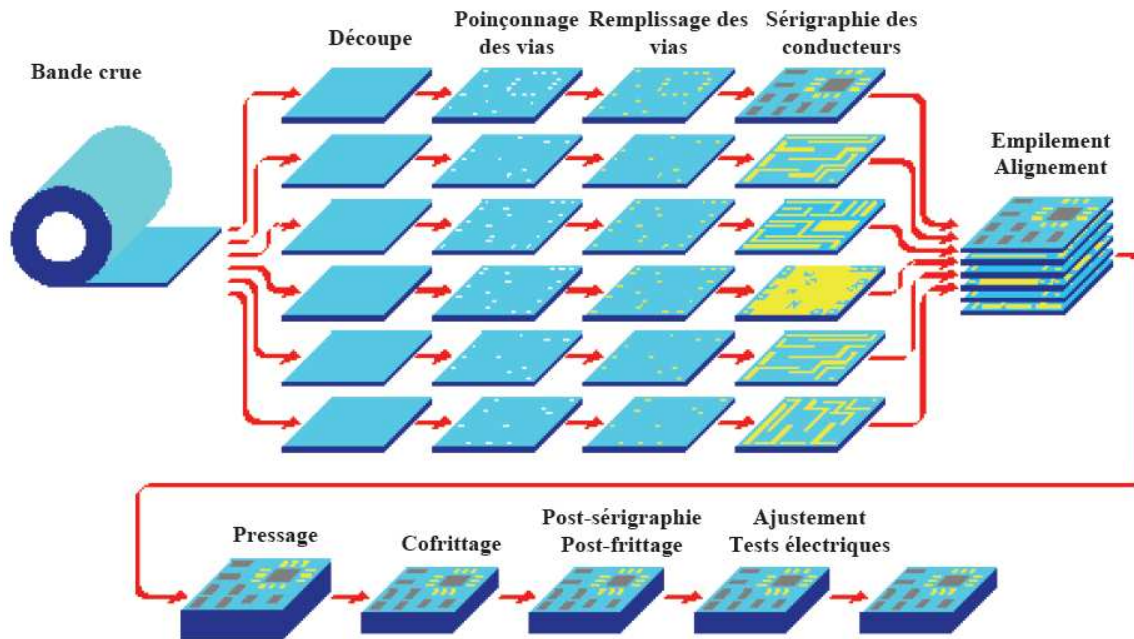 Bande crue
Découpe
Poinçonnage
des vias
Remplissage des
vias
Sérigraphie des
conducteurs
Empilement
Alignement
Pressage
Cofrittage
Post-sérigraphie
Post-frittage
Ajustement
Tests électriques